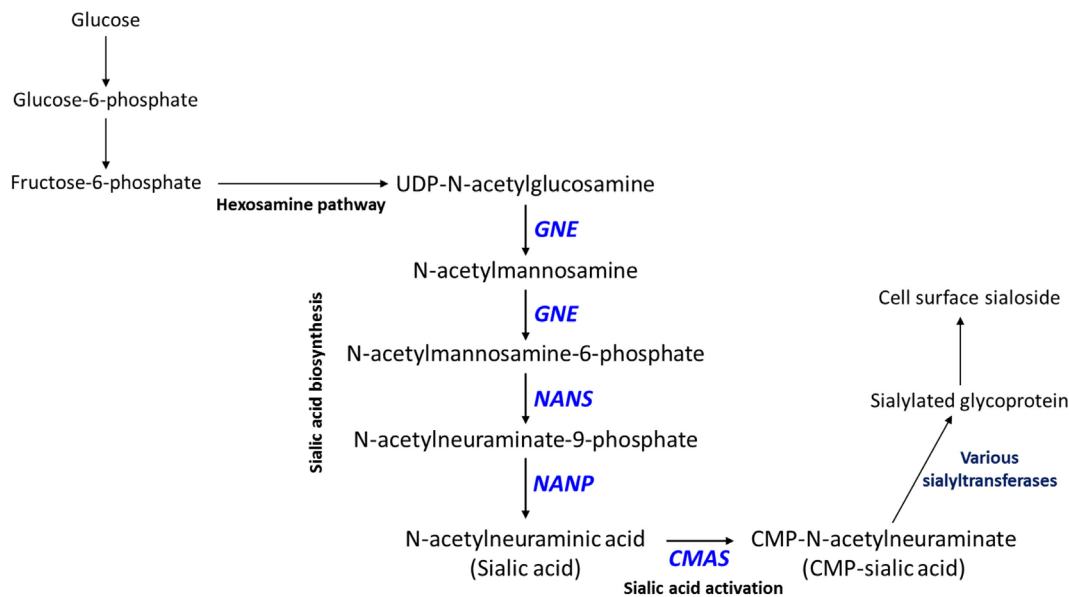 Glucose
Glucose-6-phosphate
Fructose-6-phosphate
Hexosamine pathway
UDP-N-acetylglucosamine
GNE
N-acetylmannosamine
GNE
N-acetylmannosamine-6-phosphate
NANS
N-acetylneuraminate-9-phosphate
NANP
N-acetylneuraminic acid
(Sialic acid)
Sialic acid biosynthesis
CMAS
Sialic acid activation
CMP-N-acetylneuraminate
(CMP-sialic acid)
Various
sialyltransferases
Sialylated glycoprotein
Cell surface sialoside